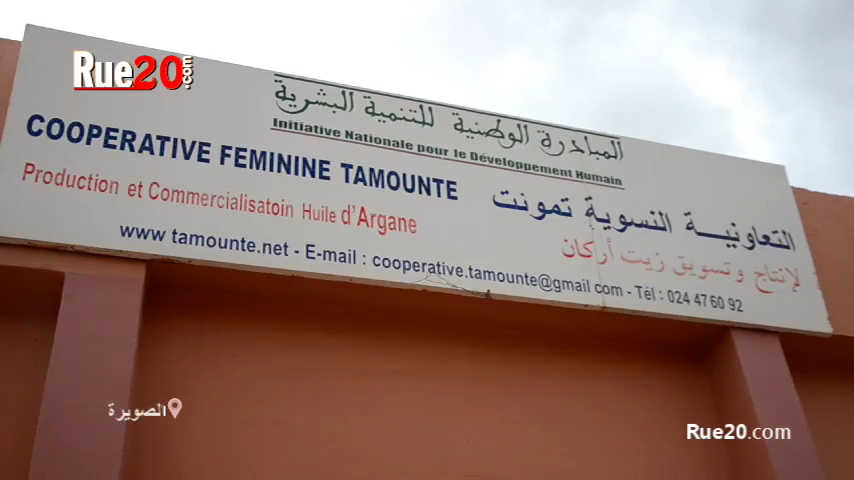 Rue20.com
المبادرة الوطنية للتنمية البشرية
Initiative Nationale pour le Développement Humain
COOPERATIVE FEMININE TAMOUNTE
التعاونيــة النسوية تمونت
Production et Commercialisatoin Huile d'Argane
لإنتاج وتسويق زيت أركان
www.tamounte.net - E-mail : cooperative.tamounte@gmail com - Tél : 024 47 60 92
الصويرة
Rue20.com